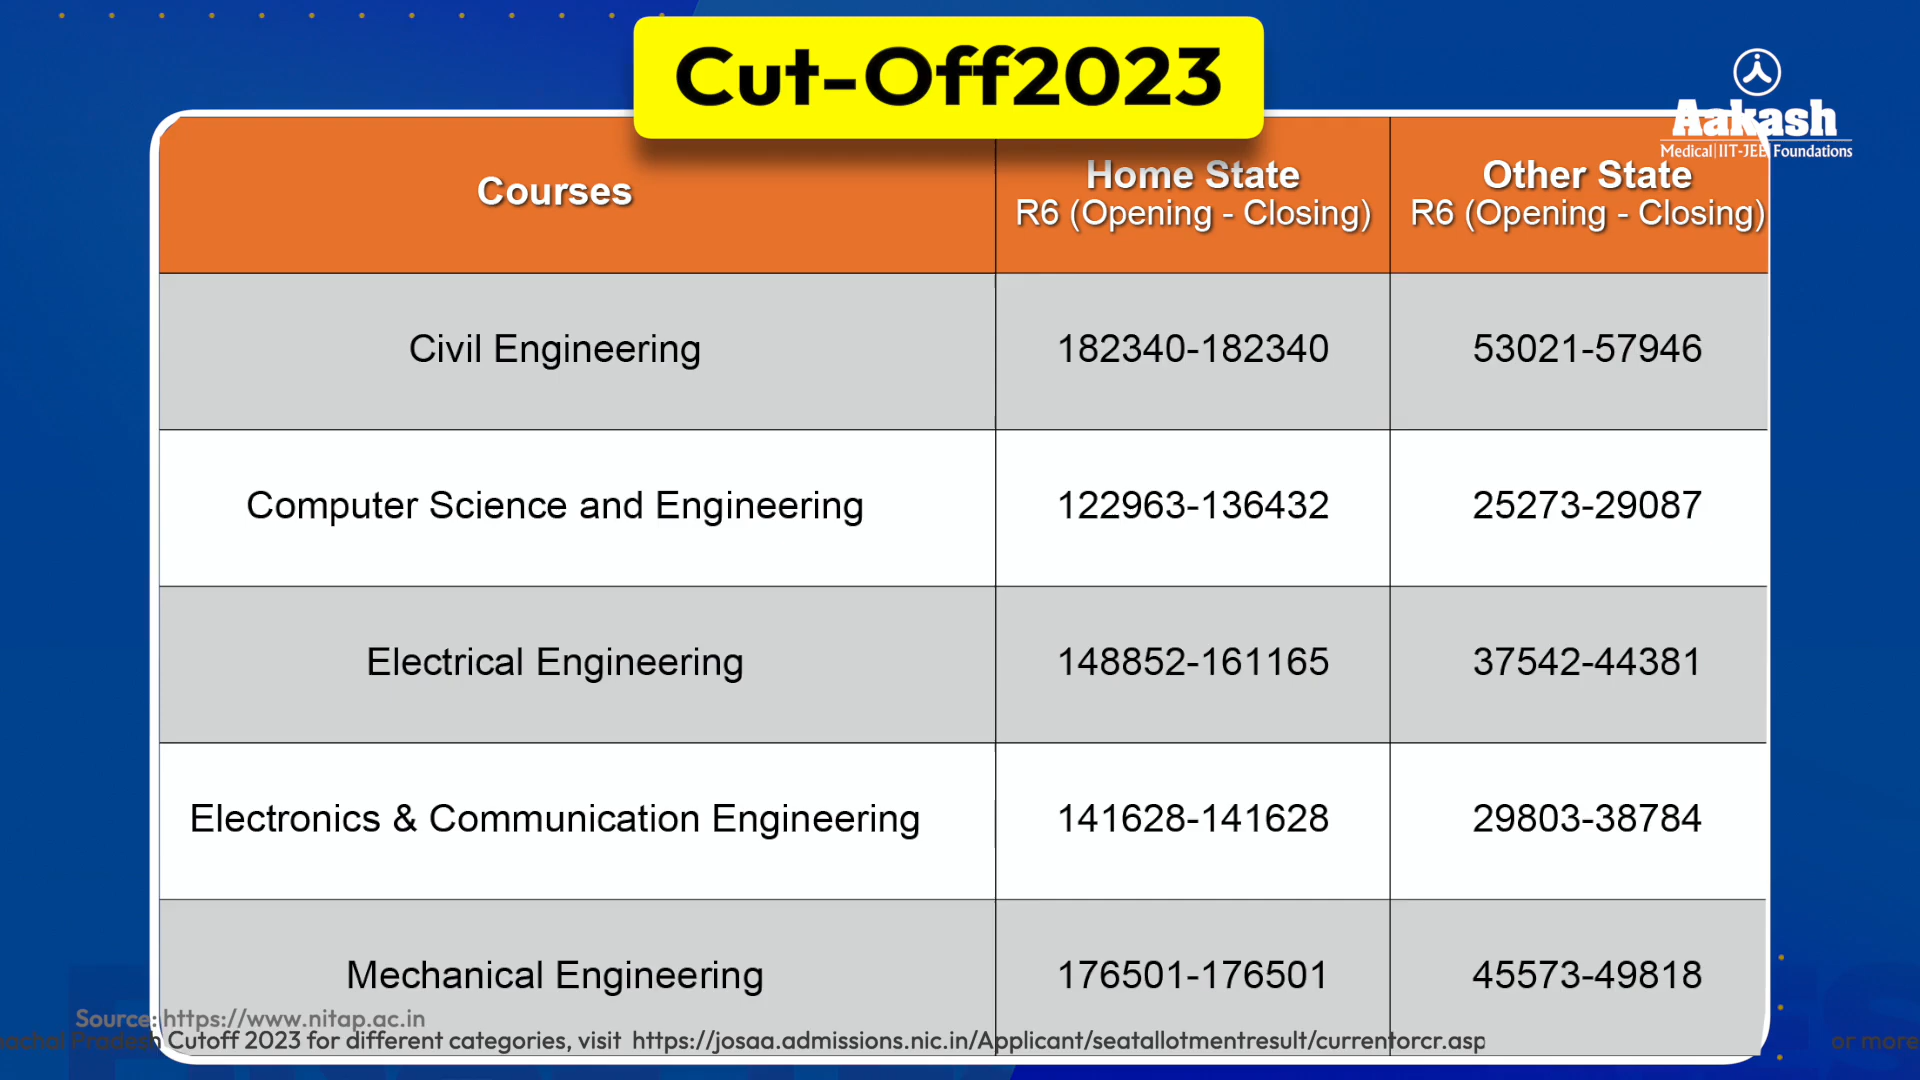 Cut-Off2023
Aakash
Medical|IIT-JEE|Foundations
Courses
Home State
R6 (Opening - Closing)
Other State
R6 (Opening - Closing)
Civil Engineering
182340-182340
53021-57946
Computer Science and Engineering
122963-136432
25273-29087
Electrical Engineering
148852-161165
37542-44381
Electronics & Communication Engineering
141628-141628
29803-38784
Mechanical Engineering
176501-176501
45573-49818
Source: https://www.nitap.ac.in
Pradesh Cutoff 2023 for different categories, visit https://josaa.admissions.nic.in/Applicant/seatallotmentresult/currentorcr.asp
or more